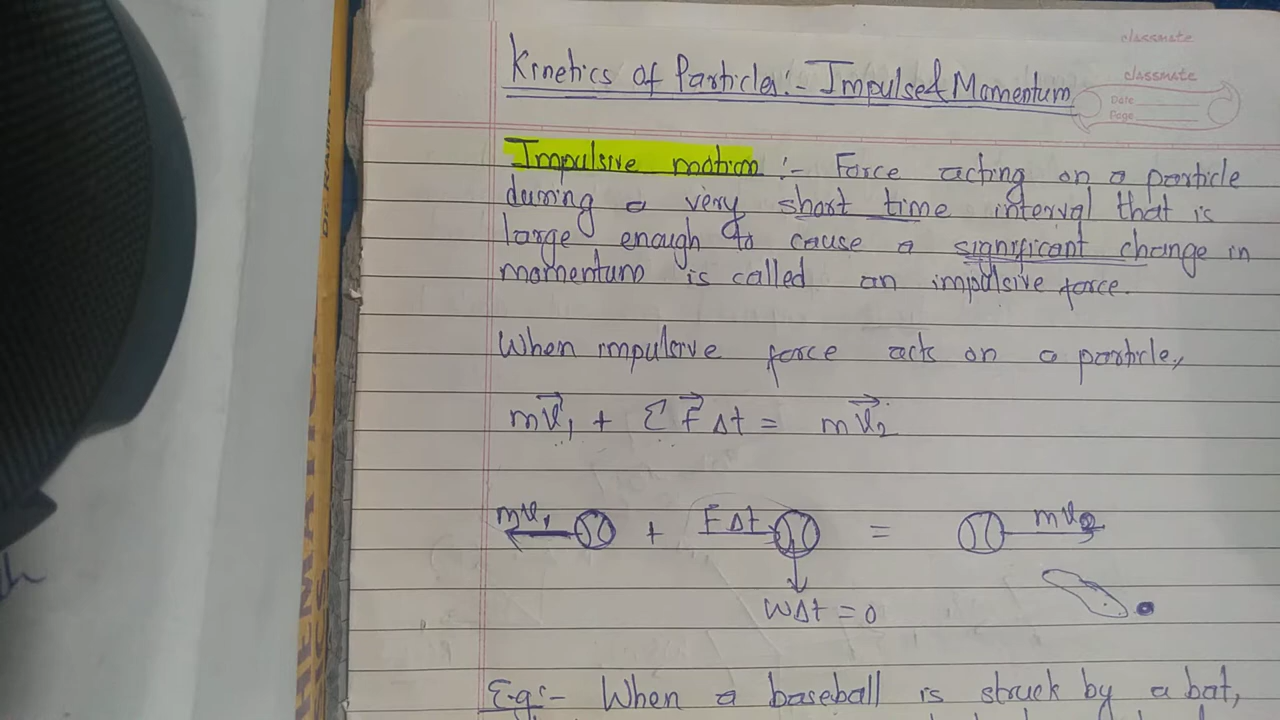 classmate
classmate
Date
Page
Kinetics of Particles:- Impulse & Momentum
Impulsive motion :- Force acting on a particle
during a very short time interval that is
large enough to cause a significant change in
momentum is called an impulsive force.
When impulsive force acts on a particle,
mv⃗₁ + ΣF⃗Δt = mv⃗₂
mv₁ + FΔt = mv₂
WΔt = 0
E.g:- When a baseball is struck by a bat,